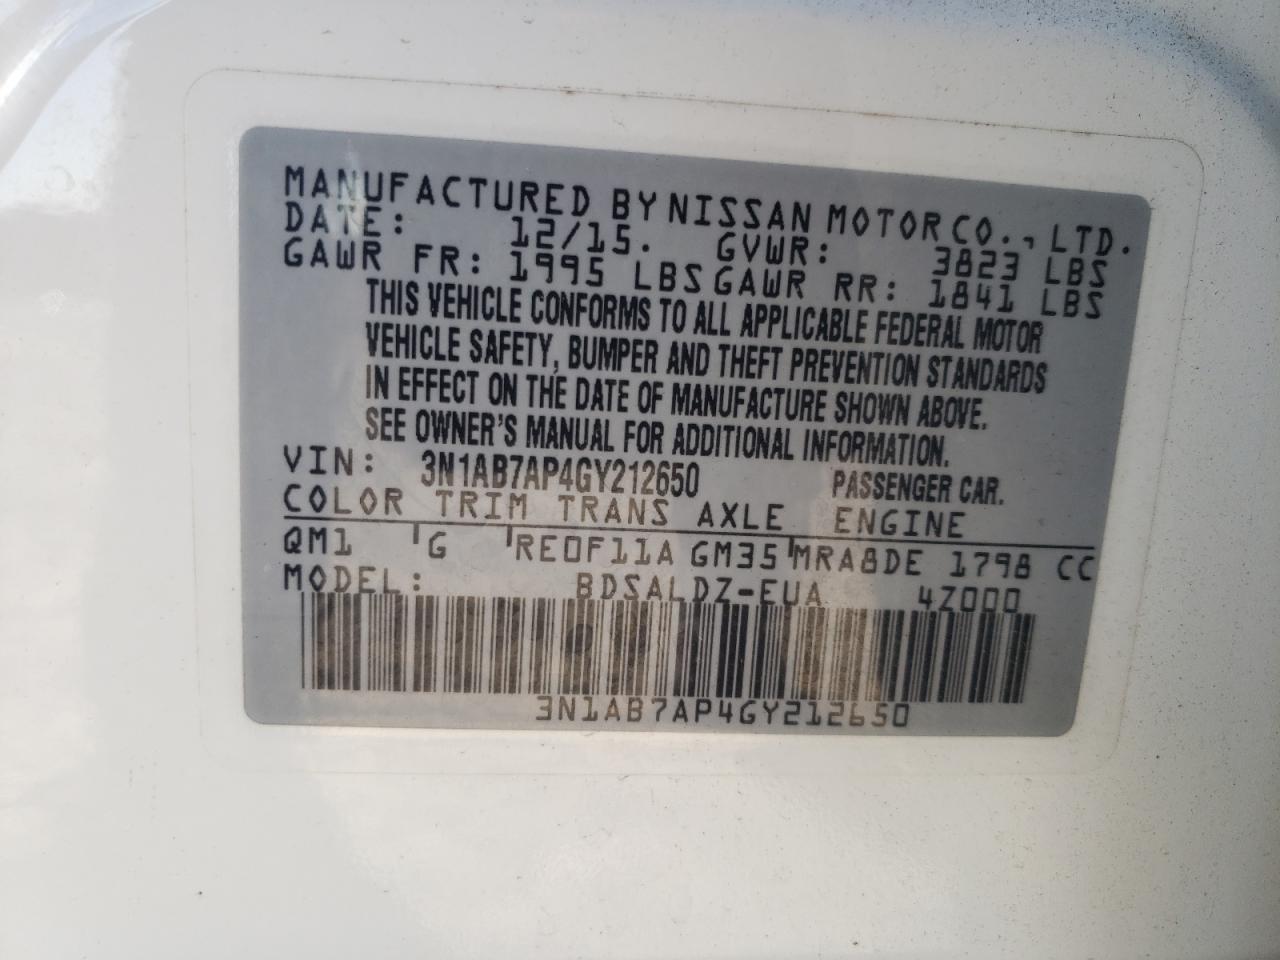 MANUFACTURED BY NISSAN MOTOR CO., LTD.
DATE: 12/15. GVWR: 3823 LBS
GAWR FR: 1995 LBS GAWR RR: 1841 LBS
THIS VEHICLE CONFORMS TO ALL APPLICABLE FEDERAL MOTOR
VEHICLE SAFETY, BUMPER AND THEFT PREVENTION STANDARDS
IN EFFECT ON THE DATE OF MANUFACTURE SHOWN ABOVE.
SEE OWNER'S MANUAL FOR ADDITIONAL INFORMATION.
VIN: 3N1AB7AP4GY212650 PASSENGER CAR.
COLOR TRIM TRANS AXLE ENGINE
QM1 G RE0F11A GM35 MRA8DE 1798 CC
MODEL: BDSALDZ-EUA 4Z000
3N1AB7AP4GY212650